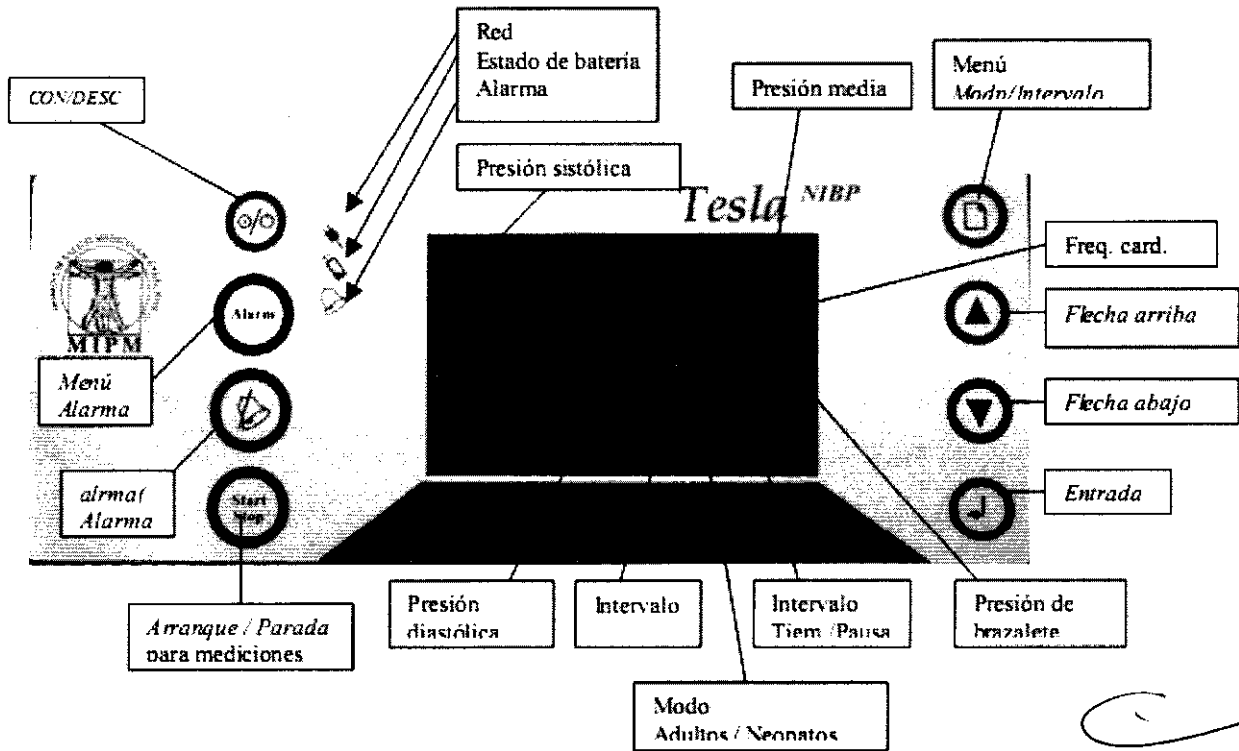 Red
Estado de batería
Alarma
Menú
Modo/Intervalo
CON/DESC
Presión media
Presión sistólica
Tesla NIBP
Freq. card.
Alarm
Flecha arriba
MIPM
Menú
Alarma
Flecha abajo
Alarma
Start
Stop
Entrada
Arranque / Parada
para mediciones
Presión
diastólica
Intervalo
Intervalo
Tiem./Pausa
Presión de
brazalete
Modo
Adultos / Neonatos